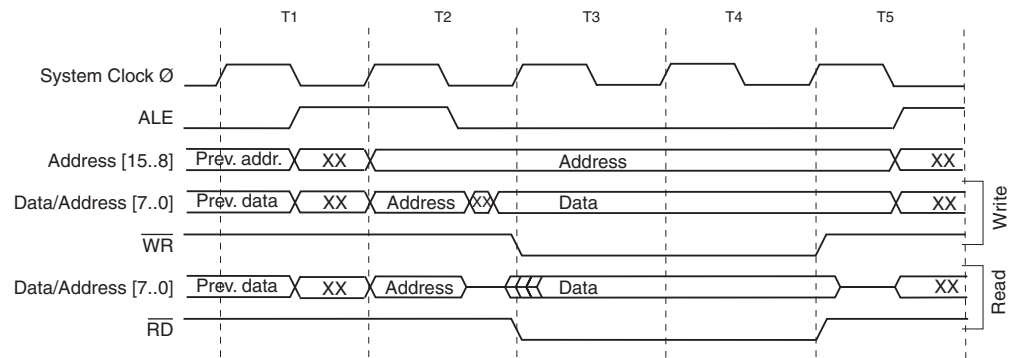 T1 T2 T3 T4 T5
System Clock Ø
ALE
Address [15..8] Prev. addr. XX Address XX
Data/Address [7..0] Prev. data XX Address XX Data XX
WR
Write
Data/Address [7..0] Prev. data XX Address Data XX
RD
Read